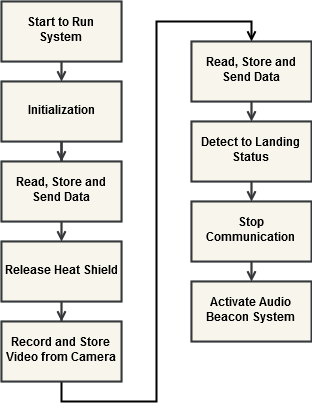 Start to Run
System
Initialization
Read, Store and
Send Data
Release Heat Shield
Record and Store
Video from Camera
Read, Store and
Send Data
Detect to Landing
Status
Stop
Communication
Activate Audio
Beacon System